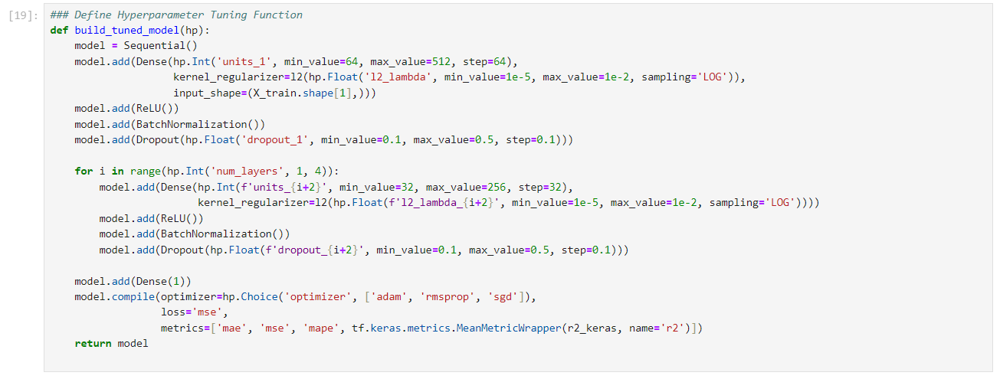 [19]: ### Define Hyperparameter Tuning Function
def build_tuned_model(hp):
    model = Sequential()
    model.add(Dense(hp.Int('units_1', min_value=64, max_value=512, step=64),
                    kernel_regularizer=l2(hp.Float('l2_lambda', min_value=1e-5, max_value=1e-2, sampling='LOG')),
                    input_shape=(X_train.shape[1],)))
    model.add(ReLU())
    model.add(BatchNormalization())
    model.add(Dropout(hp.Float('dropout_1', min_value=0.1, max_value=0.5, step=0.1)))

    for i in range(hp.Int('num_layers', 1, 4)):
        model.add(Dense(hp.Int(f'units_{i+2}', min_value=32, max_value=256, step=32),
                        kernel_regularizer=l2(hp.Float(f'l2_lambda_{i+2}', min_value=1e-5, max_value=1e-2, sampling='LOG'))))
        model.add(ReLU())
        model.add(BatchNormalization())
        model.add(Dropout(hp.Float(f'dropout_{i+2}', min_value=0.1, max_value=0.5, step=0.1)))

    model.add(Dense(1))
    model.compile(optimizer=hp.Choice('optimizer', ['adam', 'rmsprop', 'sgd']),
                  loss='mse',
                  metrics=['mae', 'mse', 'mape', tf.keras.metrics.MeanMetricWrapper(r2_keras, name='r2')])
    return model